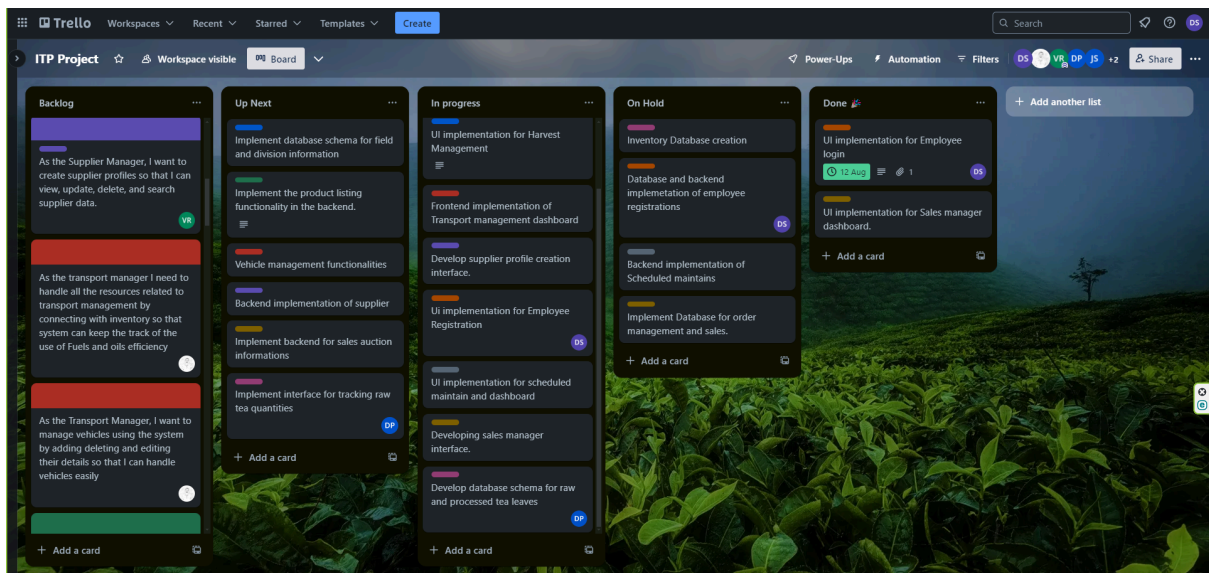 Trello
Workspaces
Recent
Starred
Templates
Create
Search
DS
ITP Project
Workspace visible
Board
Power-Ups
Automation
Filters
DS
VR
DP
JS
+2
Share
Backlog
As the Supplier Manager, I want to
create supplier profiles so that I can
view, update, delete, and search
supplier data.
VR
As the transport manager I need to
handle all the resources related to
transport management by
connecting with inventory so that
system can keep the track of the
use of Fuels and oils efficiency
As the Transport Manager, I want to
manage vehicles using the system
by adding deleting and editing
their details so that I can handle
vehicles easily
+ Add a card
Up Next
Implement database schema for field
and division information
Implement the product listing
functionality in the backend.
Vehicle management functionalities
Backend implementation of supplier
Implement backend for sales auction
informations
Implement interface for tracking raw
tea quantities
DP
+ Add a card
In progress
UI implementation for Harvest
Management
Frontend implementation of
Transport management dashboard
Develop supplier profile creation
interface.
Ui implementation for Employee
Registration
DS
UI implementation for scheduled
maintain and dashboard
Developing sales manager
interface.
Develop database schema for raw
and processed tea leaves
DP
+ Add a card
On Hold
Inventory Database creation
Database and backend
implemetation of employee
registrations
DS
Backend implementation of
Scheduled maintains
Implement Database for order
management and sales.
+ Add a card
Done 🎉
UI implementation for Employee
login
12 Aug
1
DS
UI implementation for Sales manager
dashboard.
+ Add a card
+ Add another list